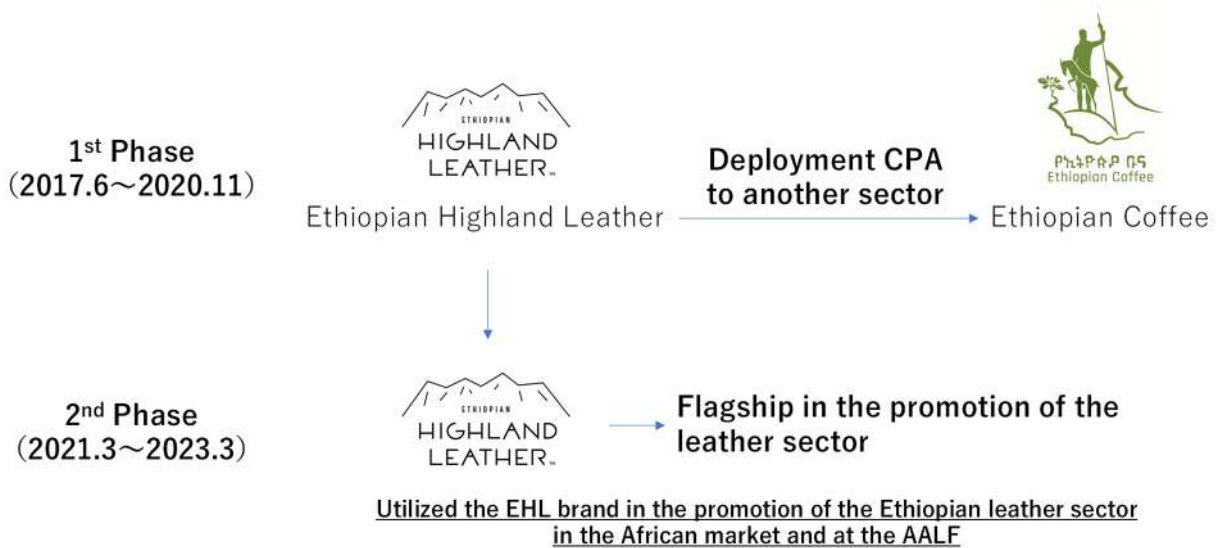 1st Phase
（2017.6～2020.11）
ETHIOPIAN
HIGHLAND
LEATHER™
Ethiopian Highland Leather
Deployment CPA
to another sector
የኢትዮጵያ ቡና
Ethiopian Coffee
Ethiopian Coffee
2nd Phase
（2021.3～2023.3）
ETHIOPIAN
HIGHLAND
LEATHER™
Flagship in the promotion of the
leather sector
Utilized the EHL brand in the promotion of the Ethiopian leather sector
in the African market and at the AALF